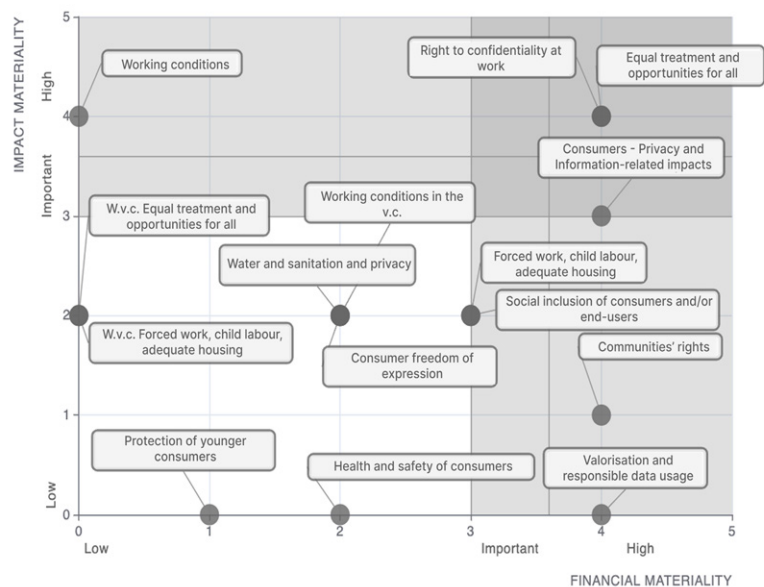 IMPACT MATERIALITY
High
Important
Low
5
4
3
2
1
0
Working conditions
Right to confidentiality at
work
Equal treatment and
opportunities for all
Consumers - Privacy and
Information-related impacts
W.v.c. Equal treatment and
opportunities for all
Working conditions in the
v.c.
Water and sanitation and privacy
Forced work, child labour,
adequate housing
Social inclusion of consumers and/or
end-users
W.v.c. Forced work, child labour,
adequate housing
Consumer freedom of
expression
Communities' rights
Protection of younger
consumers
Health and safety of consumers
Valorisation and
responsible data usage
0 1 2 3 4 5
Low Important High
FINANCIAL MATERIALITY